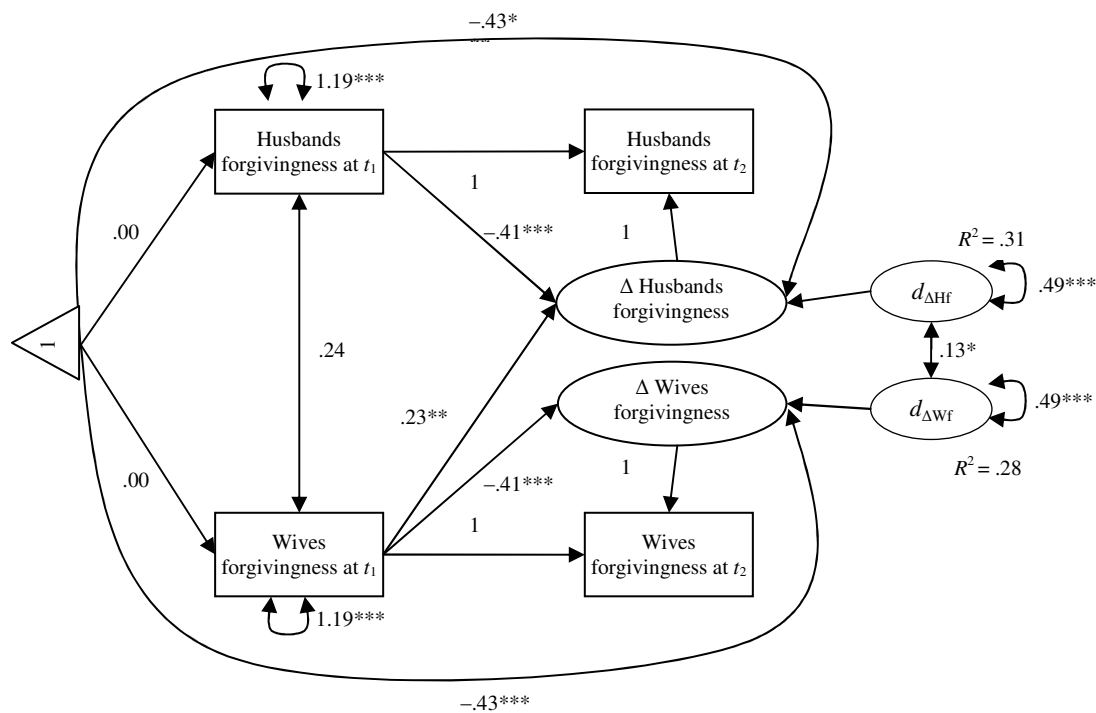 –.43*
**
1.19***
Husbands
forgivingness at t₁
Husbands
forgivingness at t₂
1
.00
–.41***
1
R² = .31
Δ Husbands
forgivingness
d_ΔHf
.49***
1
.24
.13*
.23**
Δ Wives
forgivingness
d_ΔWf
.49***
.00
–.41***
1
R² = .28
1
Wives
forgivingness at t₁
Wives
forgivingness at t₂
1.19***
–.43***